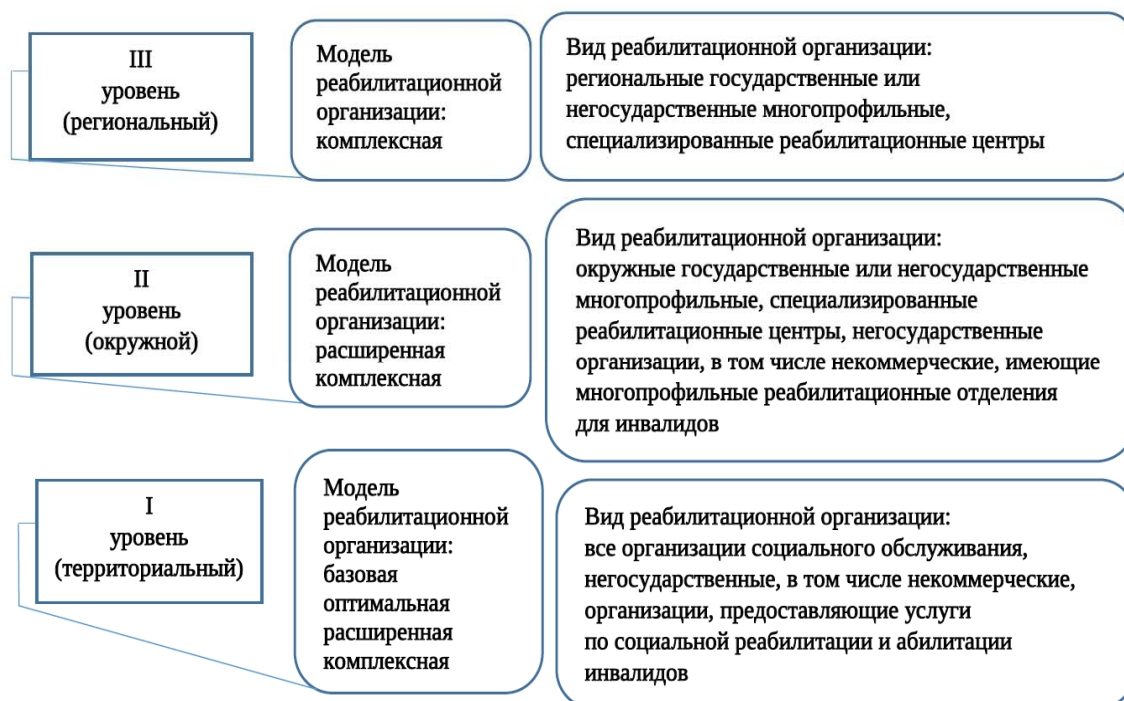 III
уровень
(региональный)
Модель
реабилитационной
организации:
комплексная
Вид реабилитационной организации:
региональные государственные или
негосударственные многопрофильные,
специализированные реабилитационные центры
II
уровень
(окружной)
Модель
реабилитационной
организации:
расширенная
комплексная
Вид реабилитационной организации:
окружные государственные или негосударственные
многопрофильные, специализированные
реабилитационные центры, негосударственные
организации, в том числе некоммерческие, имеющие
многопрофильные реабилитационные отделения
для инвалидов
I
уровень
(территориальный)
Модель
реабилитационной
организации:
базовая
оптимальная
расширенная
комплексная
Вид реабилитационной организации:
все организации социального обслуживания,
негосударственные, в том числе некоммерческие,
организации, предоставляющие услуги
по социальной реабилитации и абилитации
инвалидов